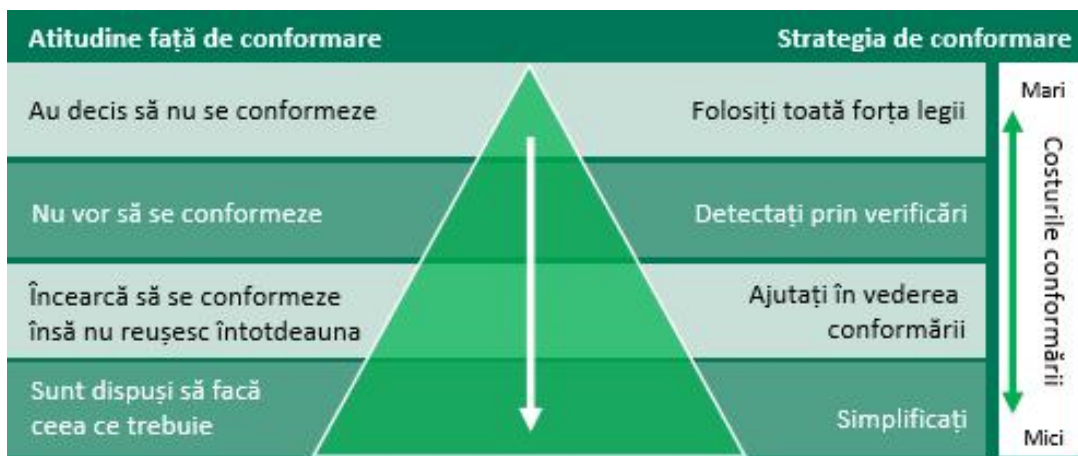 Atitudine față de conformare
Strategia de conformare
Au decis să nu se conformeze
Folosiți toată forța legii
Nu vor să se conformeze
Detectați prin verificări
Încearcă să se conformeze
însă nu reușesc întotdeauna
Ajutați în vederea
conformării
Sunt dispuși să facă
ceea ce trebuie
Simplificați
Mari
Costurile conformării
Mici